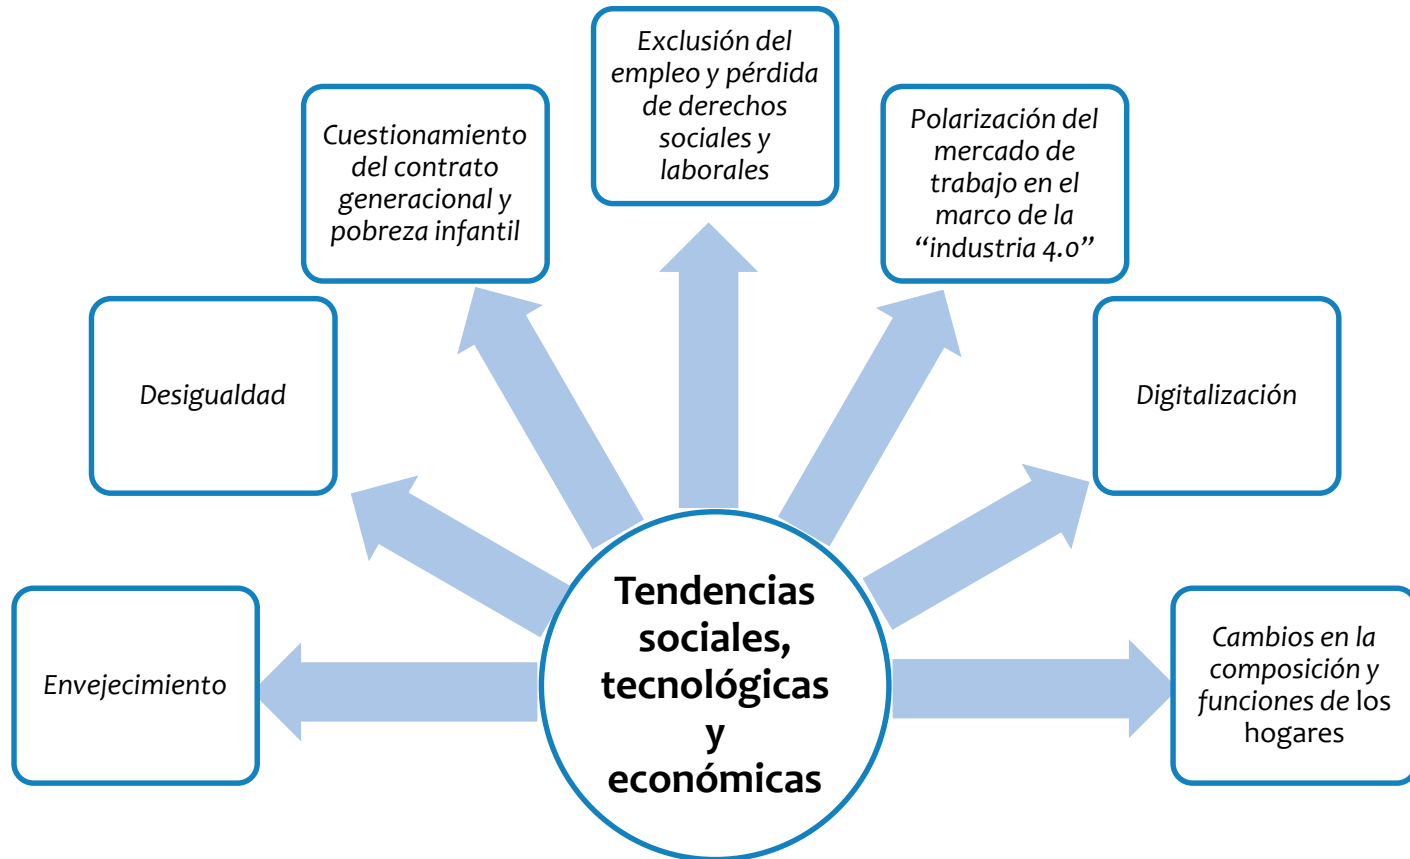 Exclusión del
empleo y pérdida
de derechos
sociales y
laborales
Cuestionamiento
del contrato
generacional y
pobreza infantil
Polarización del
mercado de
trabajo en el
marco de la
“industria 4.0”
Desigualdad
Digitalización
Envejecimiento
Tendencias
sociales,
tecnológicas
y
económicas
Cambios en la
composición y
funciones de los
hogares